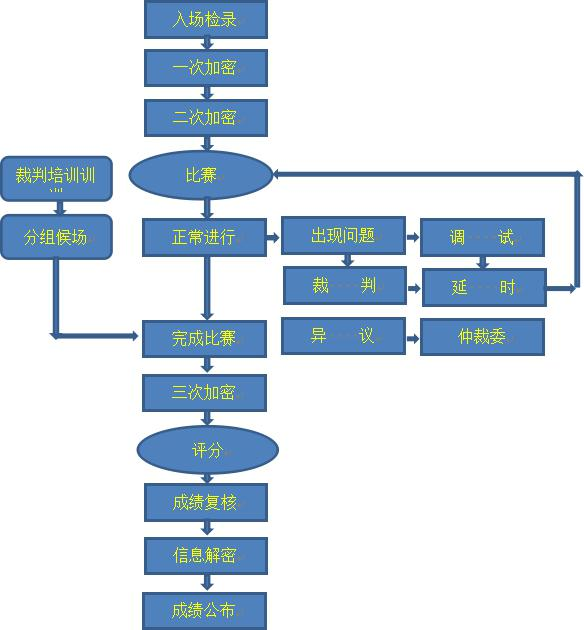 入场检录
一次加密
二次加密
比赛
裁判培训训
分组候场
正常进行
出现问题
调 试
裁 判
延 时
完成比赛
异 议
仲裁委
三次加密
评分
成绩复核
信息解密
成绩公布